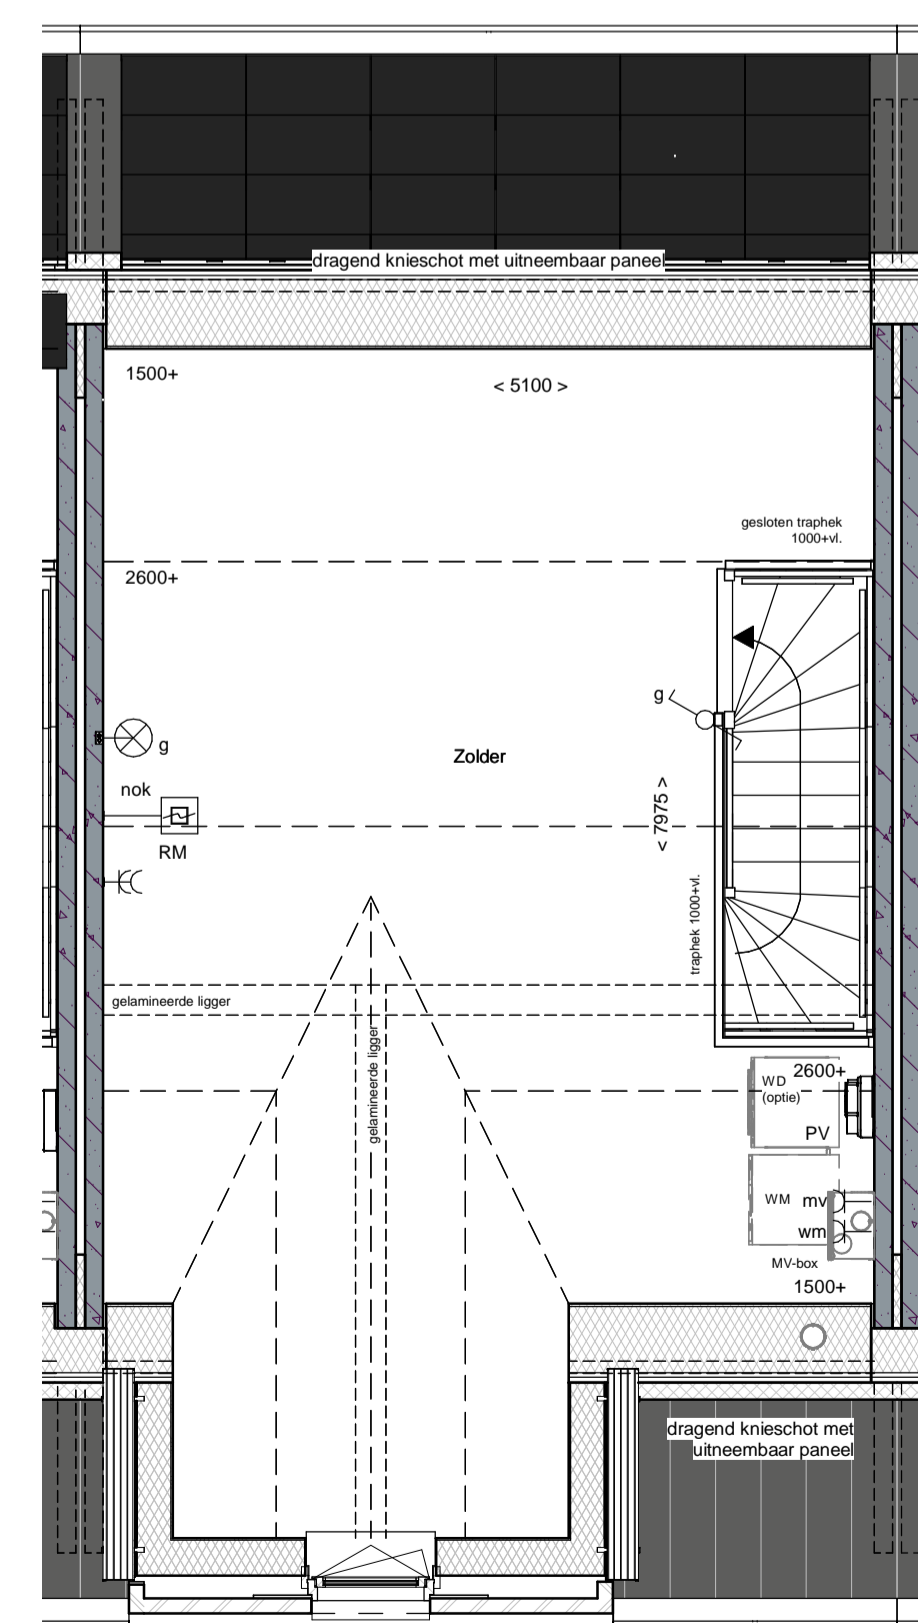 dragend knieschot met uitneembaar paneel
1500+
< 5100 >
gesloten traphek
1000+vl.
2600+
g
g
Zolder
nok
< 7975 >
RM
traphek 1000+vl.
gelamineerde ligger
gelamineerde ligger
2600+
WD
(optie)
PV
WM
mv
wm
MV-box
1500+
dragend knieschot met
uitneembaar paneel